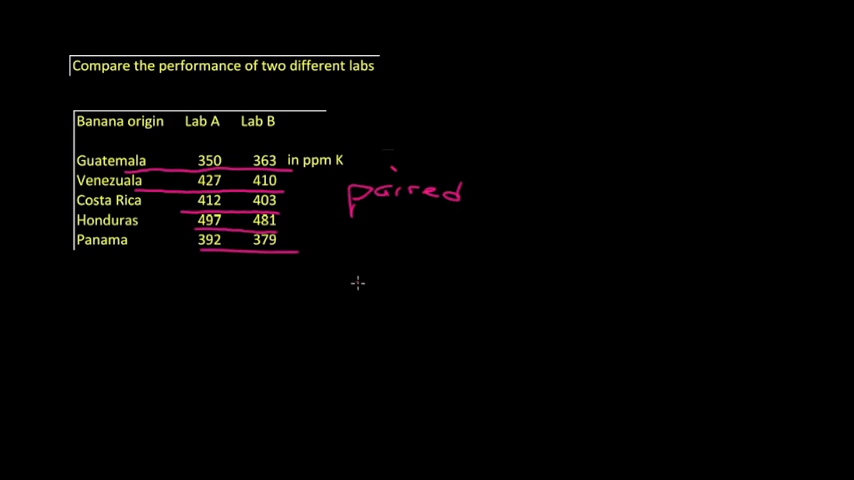 Compare the performance of two different labs
Banana origin Lab A Lab B
Guatemala 350 363 in ppm K
Venezuala 427 410
paired
Costa Rica 412 403
Honduras 497 481
Panama 392 379